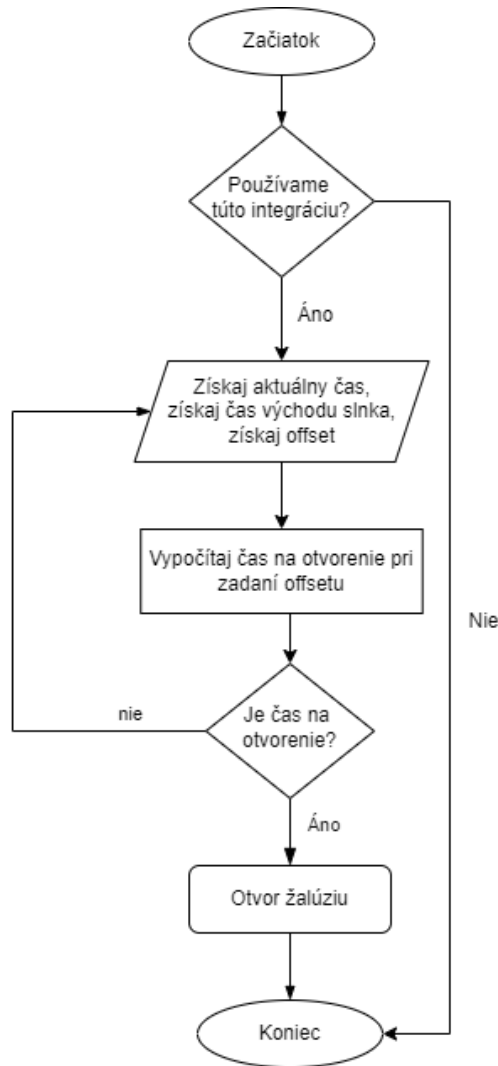 Začiatok
Používame
túto integráciu?
Áno
Získaj aktuálny čas,
získaj čas východu slnka,
získaj offset
Vypočítaj čas na otvorenie pri
zadaní offsetu
Nie
nie
Je čas na
otvorenie?
Áno
Otvor žalúziu
Koniec